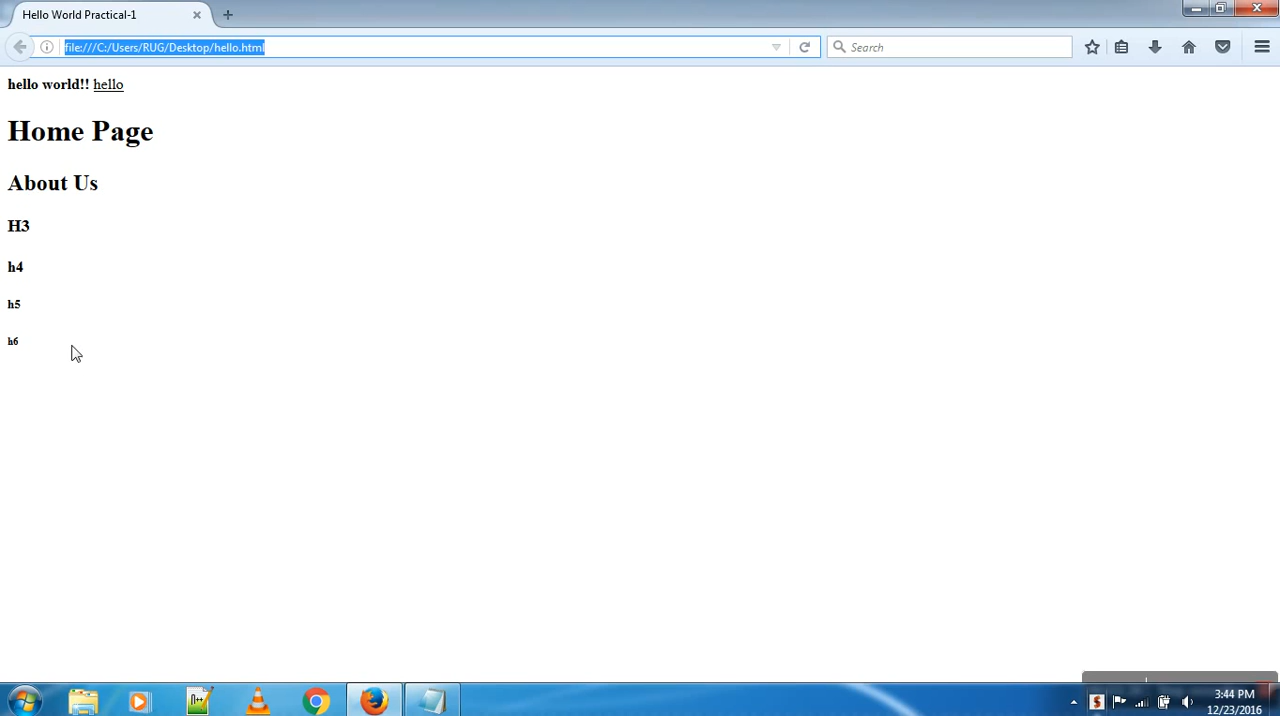 Hello World Practical-1
file:///C:/Users/RUG/Desktop/hello.html
Search
hello world!! hello
Home Page
About Us
H3
h4
h5
h6
3:44 PM
12/23/2016